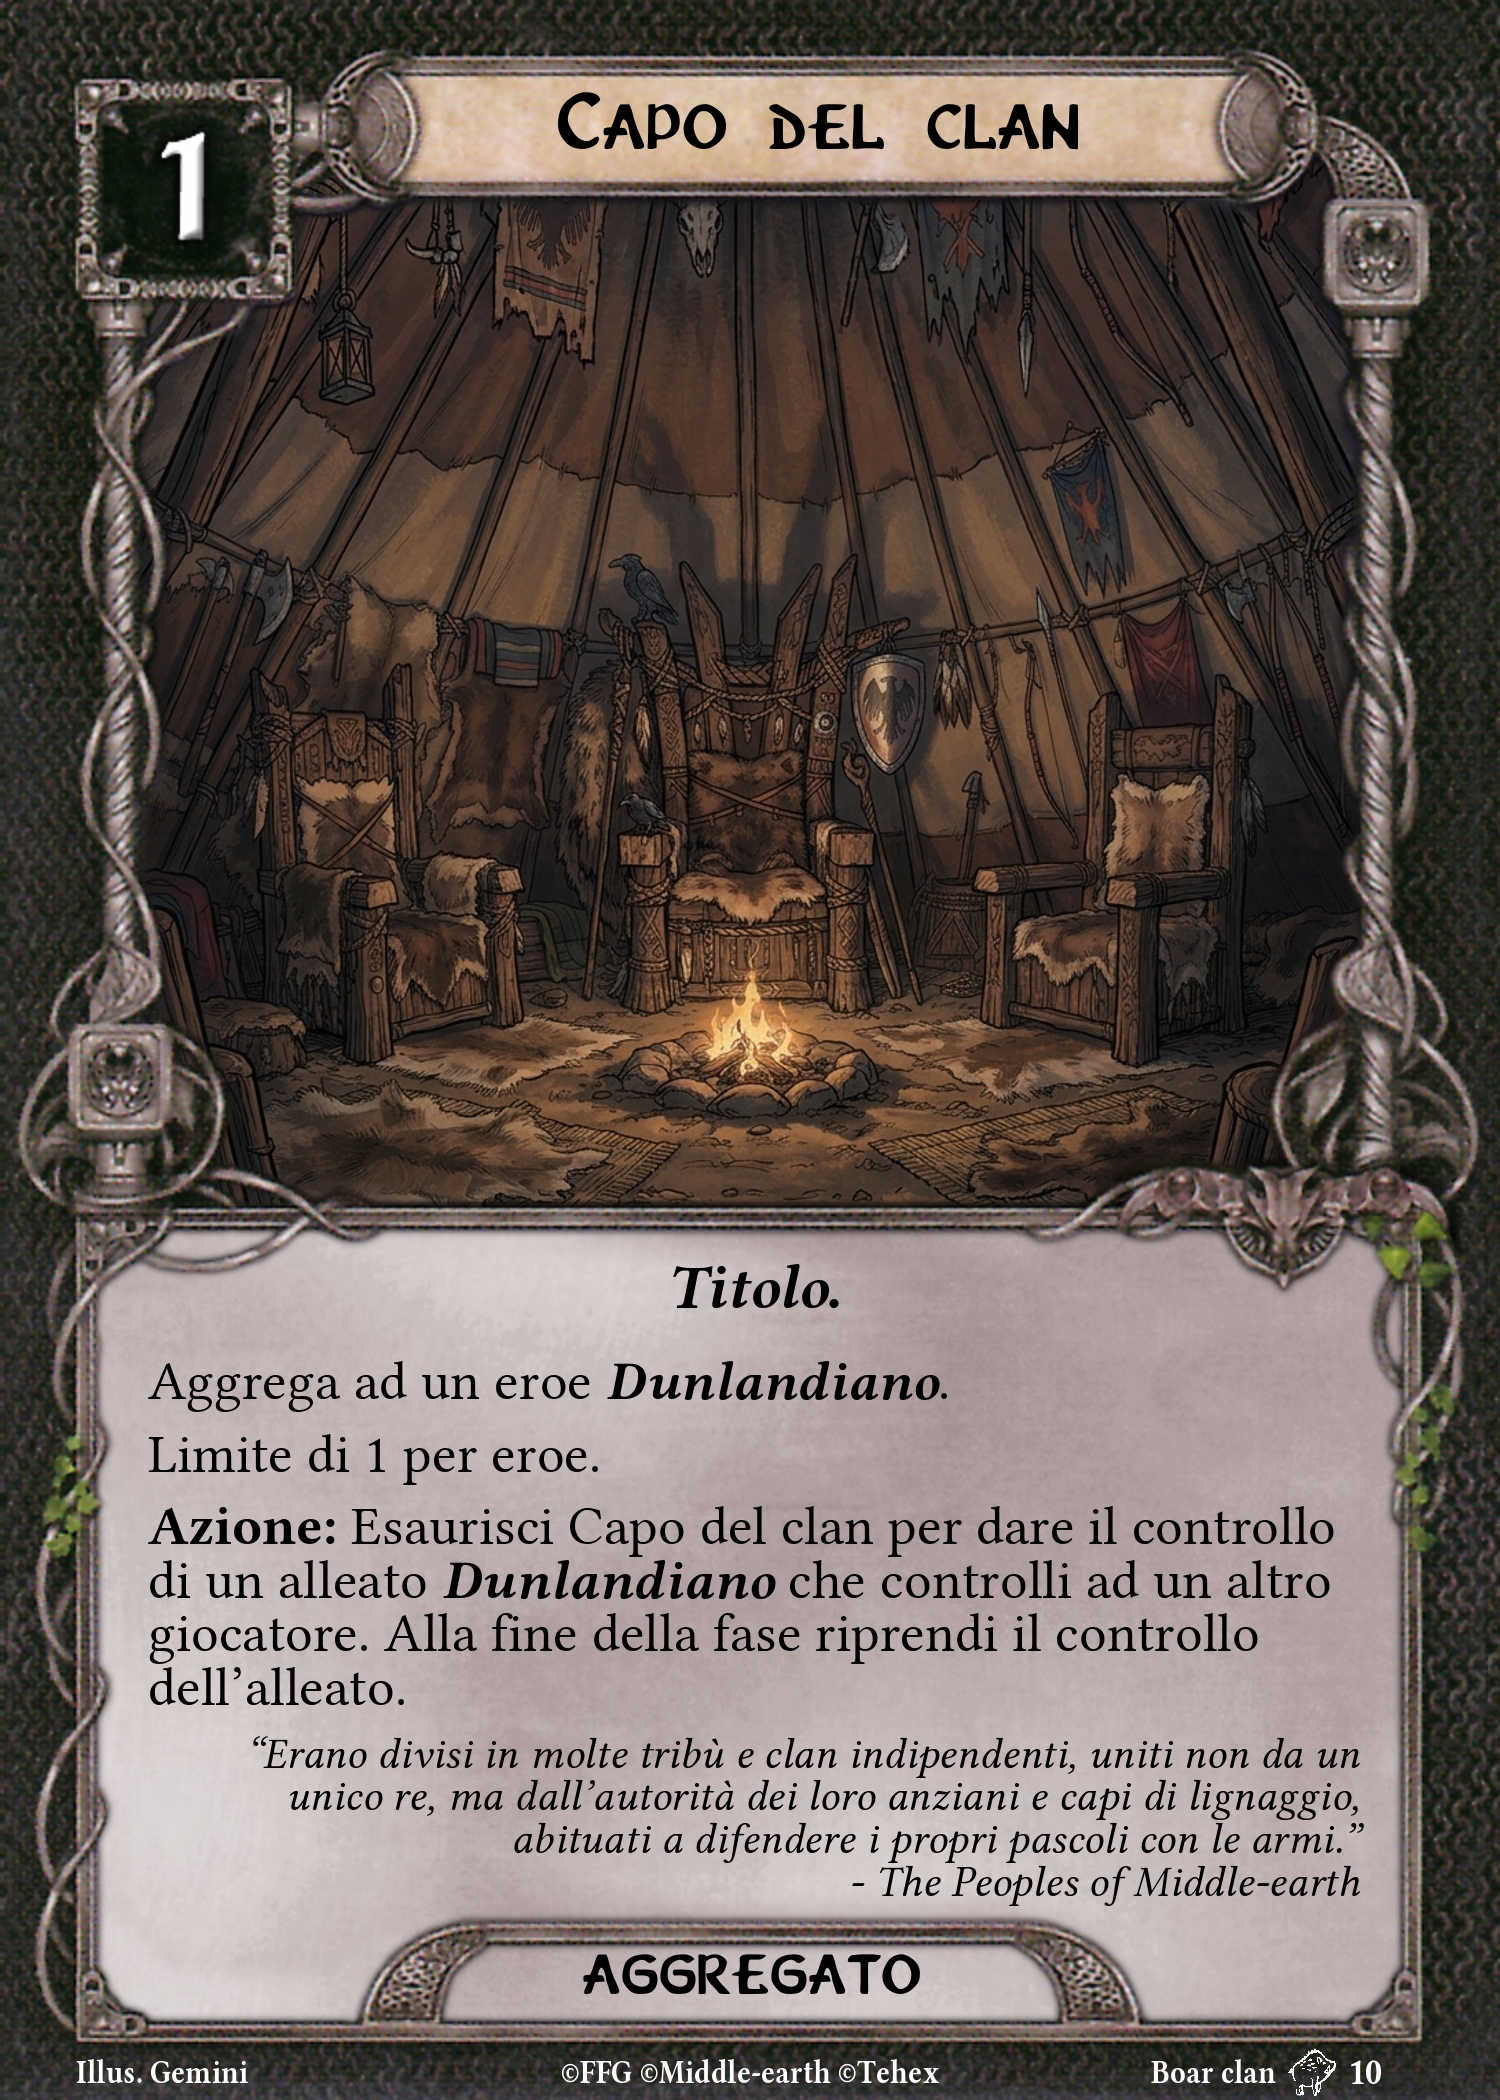 1
Capo del clan
Titolo.
Aggrega ad un eroe Dunlandiano.
Limite di 1 per eroe.
Azione: Esaurisci Capo del clan per dare il controllo
di un alleato Dunlandiano che controlli ad un altro
giocatore. Alla fine della fase riprendi il controllo
dell’alleato.
“Erano divisi in molte tribù e clan indipendenti, uniti non da un
unico re, ma dall’autorità dei loro anziani e capi di lignaggio,
abituati a difendere i propri pascoli con le armi.”
- The Peoples of Middle-earth
AGGREGATO
Illus. Gemini ©FFG ©Middle-earth ©Tehex Boar clan 10